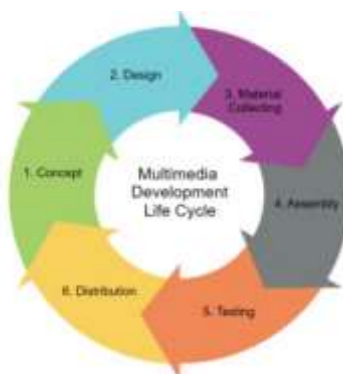 2. Design
3. Material
Collecting
1. Concept
Multimedia
Development
Life Cycle
4. Assembly
6. Distribution
5. Testing